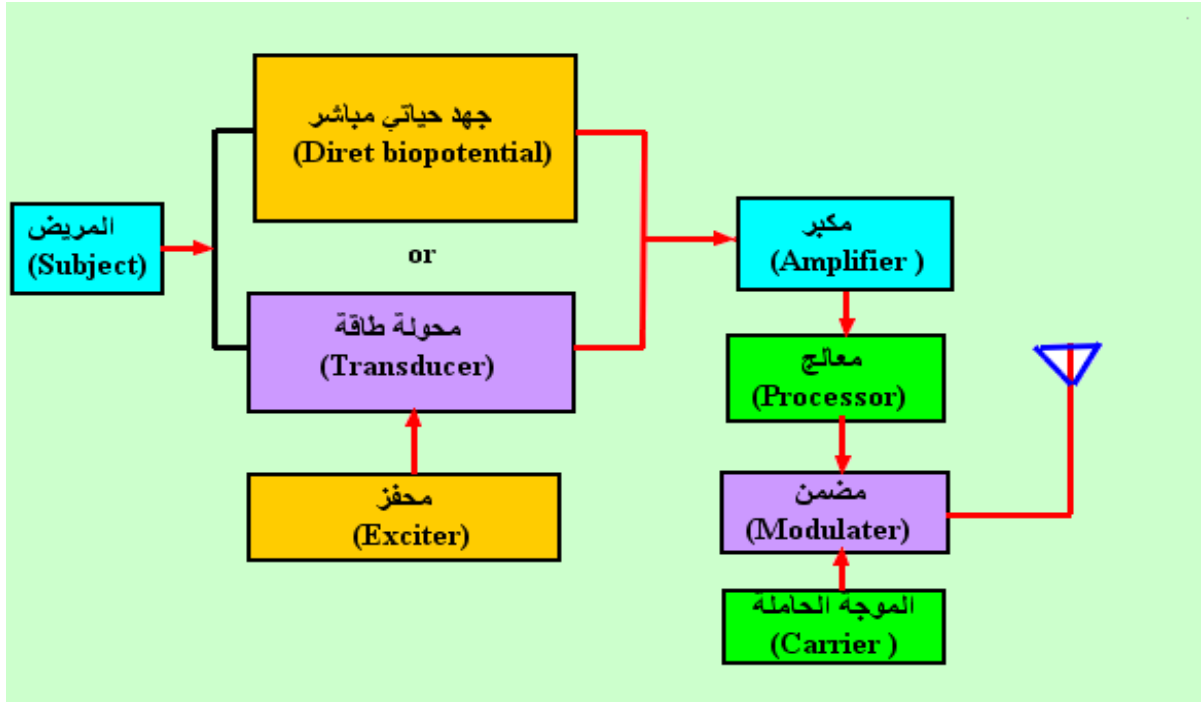 جهد حياتي مباشر
(Diret biopotential)
المريض
(Subject)
or
محولة طاقة
(Transducer)
محفز
(Exciter)
مكبر
(Amplifier )
معالج
(Processor)
مضمن
(Modulater)
الموجة الحاملة
(Carrier )